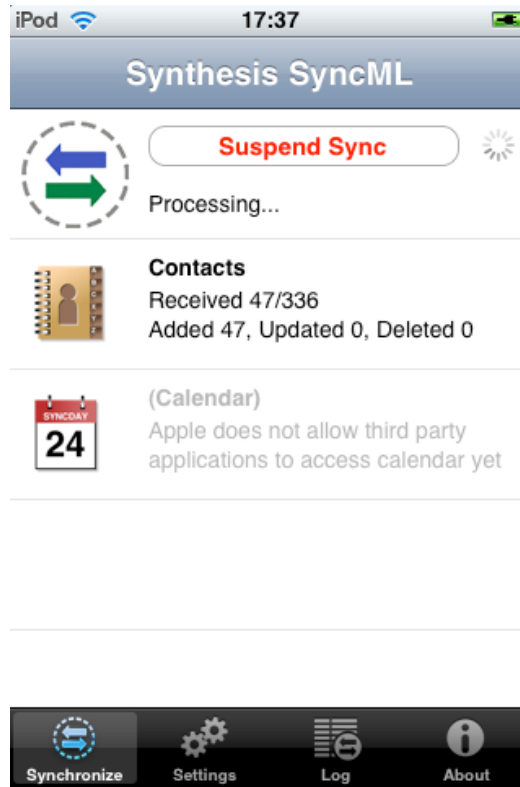 iPod 17:37
Synthesis SyncML
Suspend Sync
Processing...
Contacts
Received 47/336
Added 47, Updated 0, Deleted 0
A
B
C
X
Y
Z
(Calendar)
Apple does not allow third party
applications to access calendar yet
SYNCDAY
24
Synchronize Settings Log About